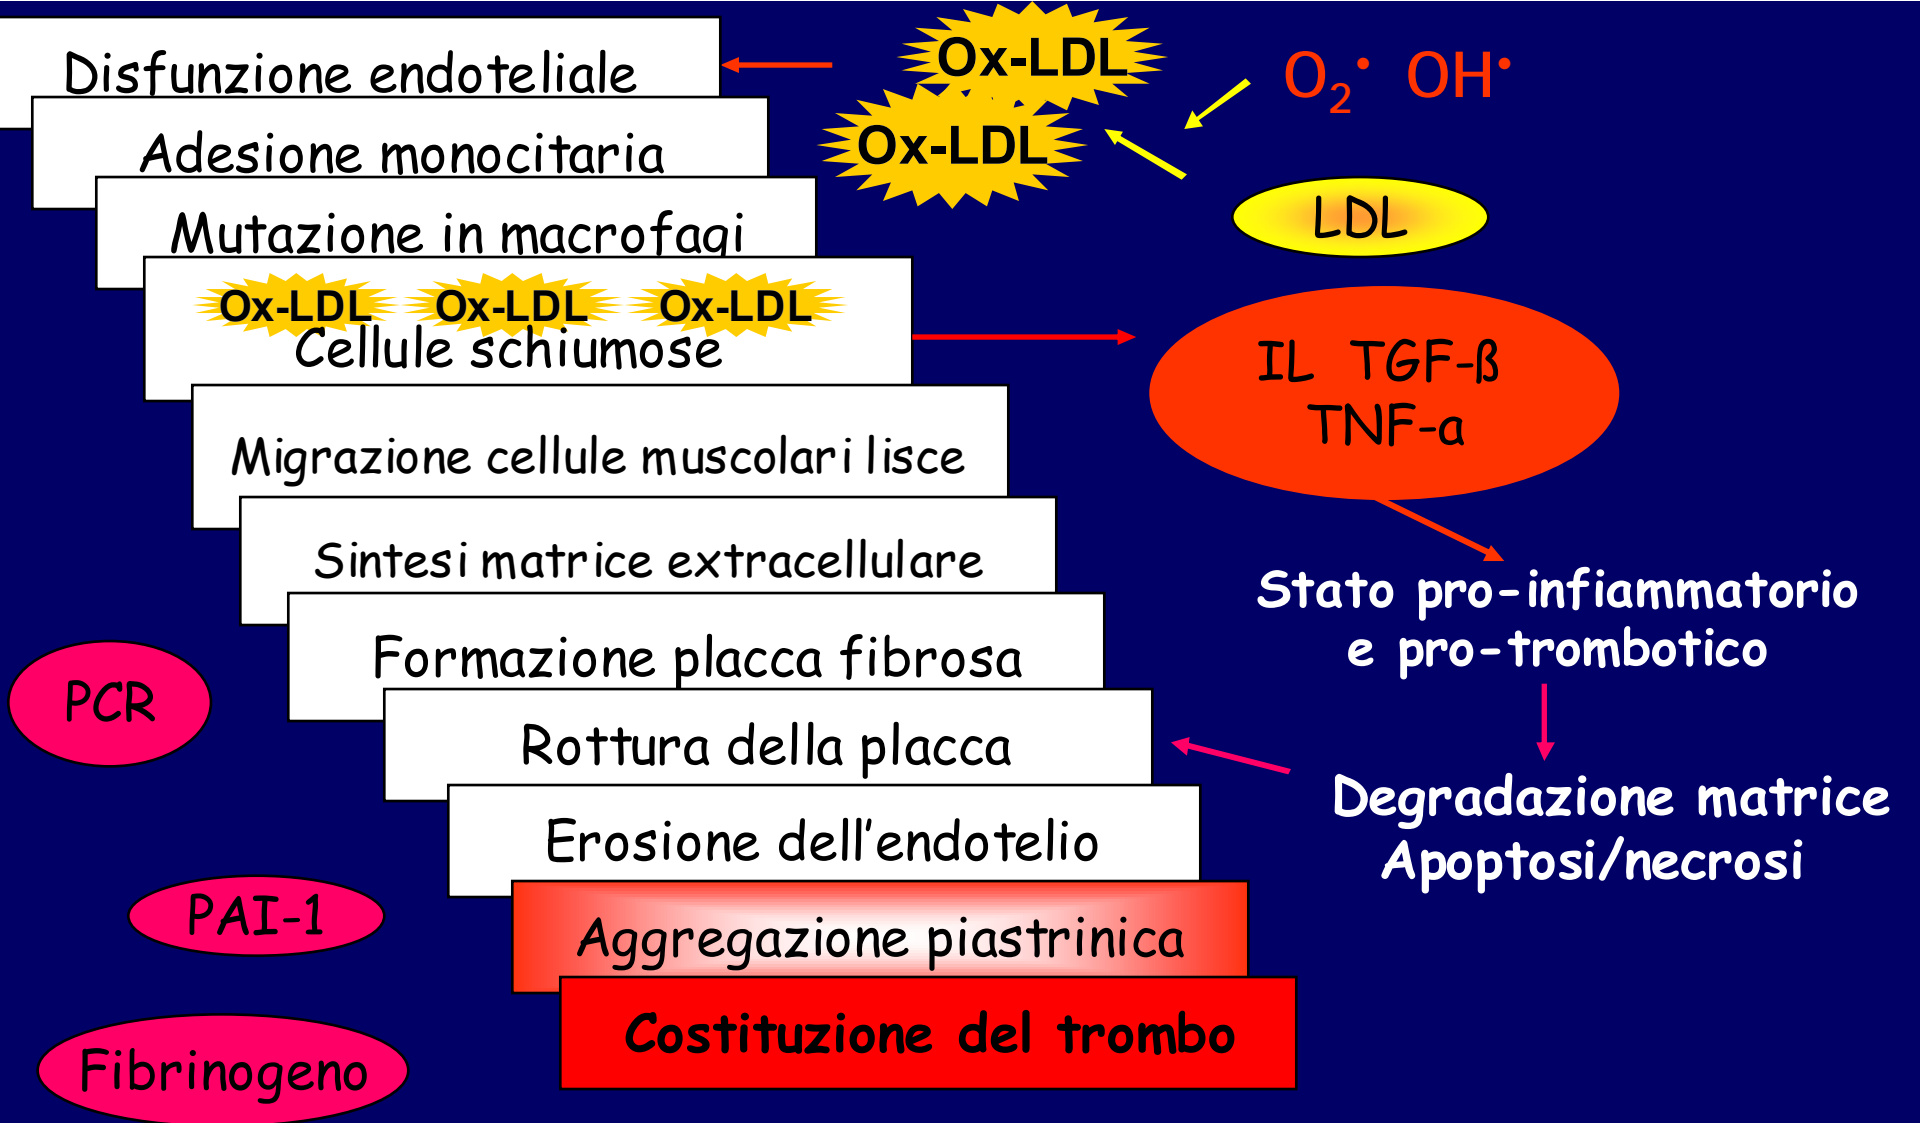 Disfunzione endoteliale
Adesione monocitaria
Mutazione in macrofagi
Ox-LDL Ox-LDL Ox-LDL
Cellule schiumose
Migrazione cellule muscolari lisce
Sintesi matrice extracellulare
Formazione placca fibrosa
Rottura della placca
Erosione dell'endotelio
Aggregazione piastrinica
Costituzione del trombo
Ox-LDL
Ox-LDL
O₂• OH•
LDL
IL TGF-ß
TNF-α
Stato pro-infiammatorio
e pro-trombotico
Degradazione matrice
Apoptosi/necrosi
PCR
PAI-1
Fibrinogeno